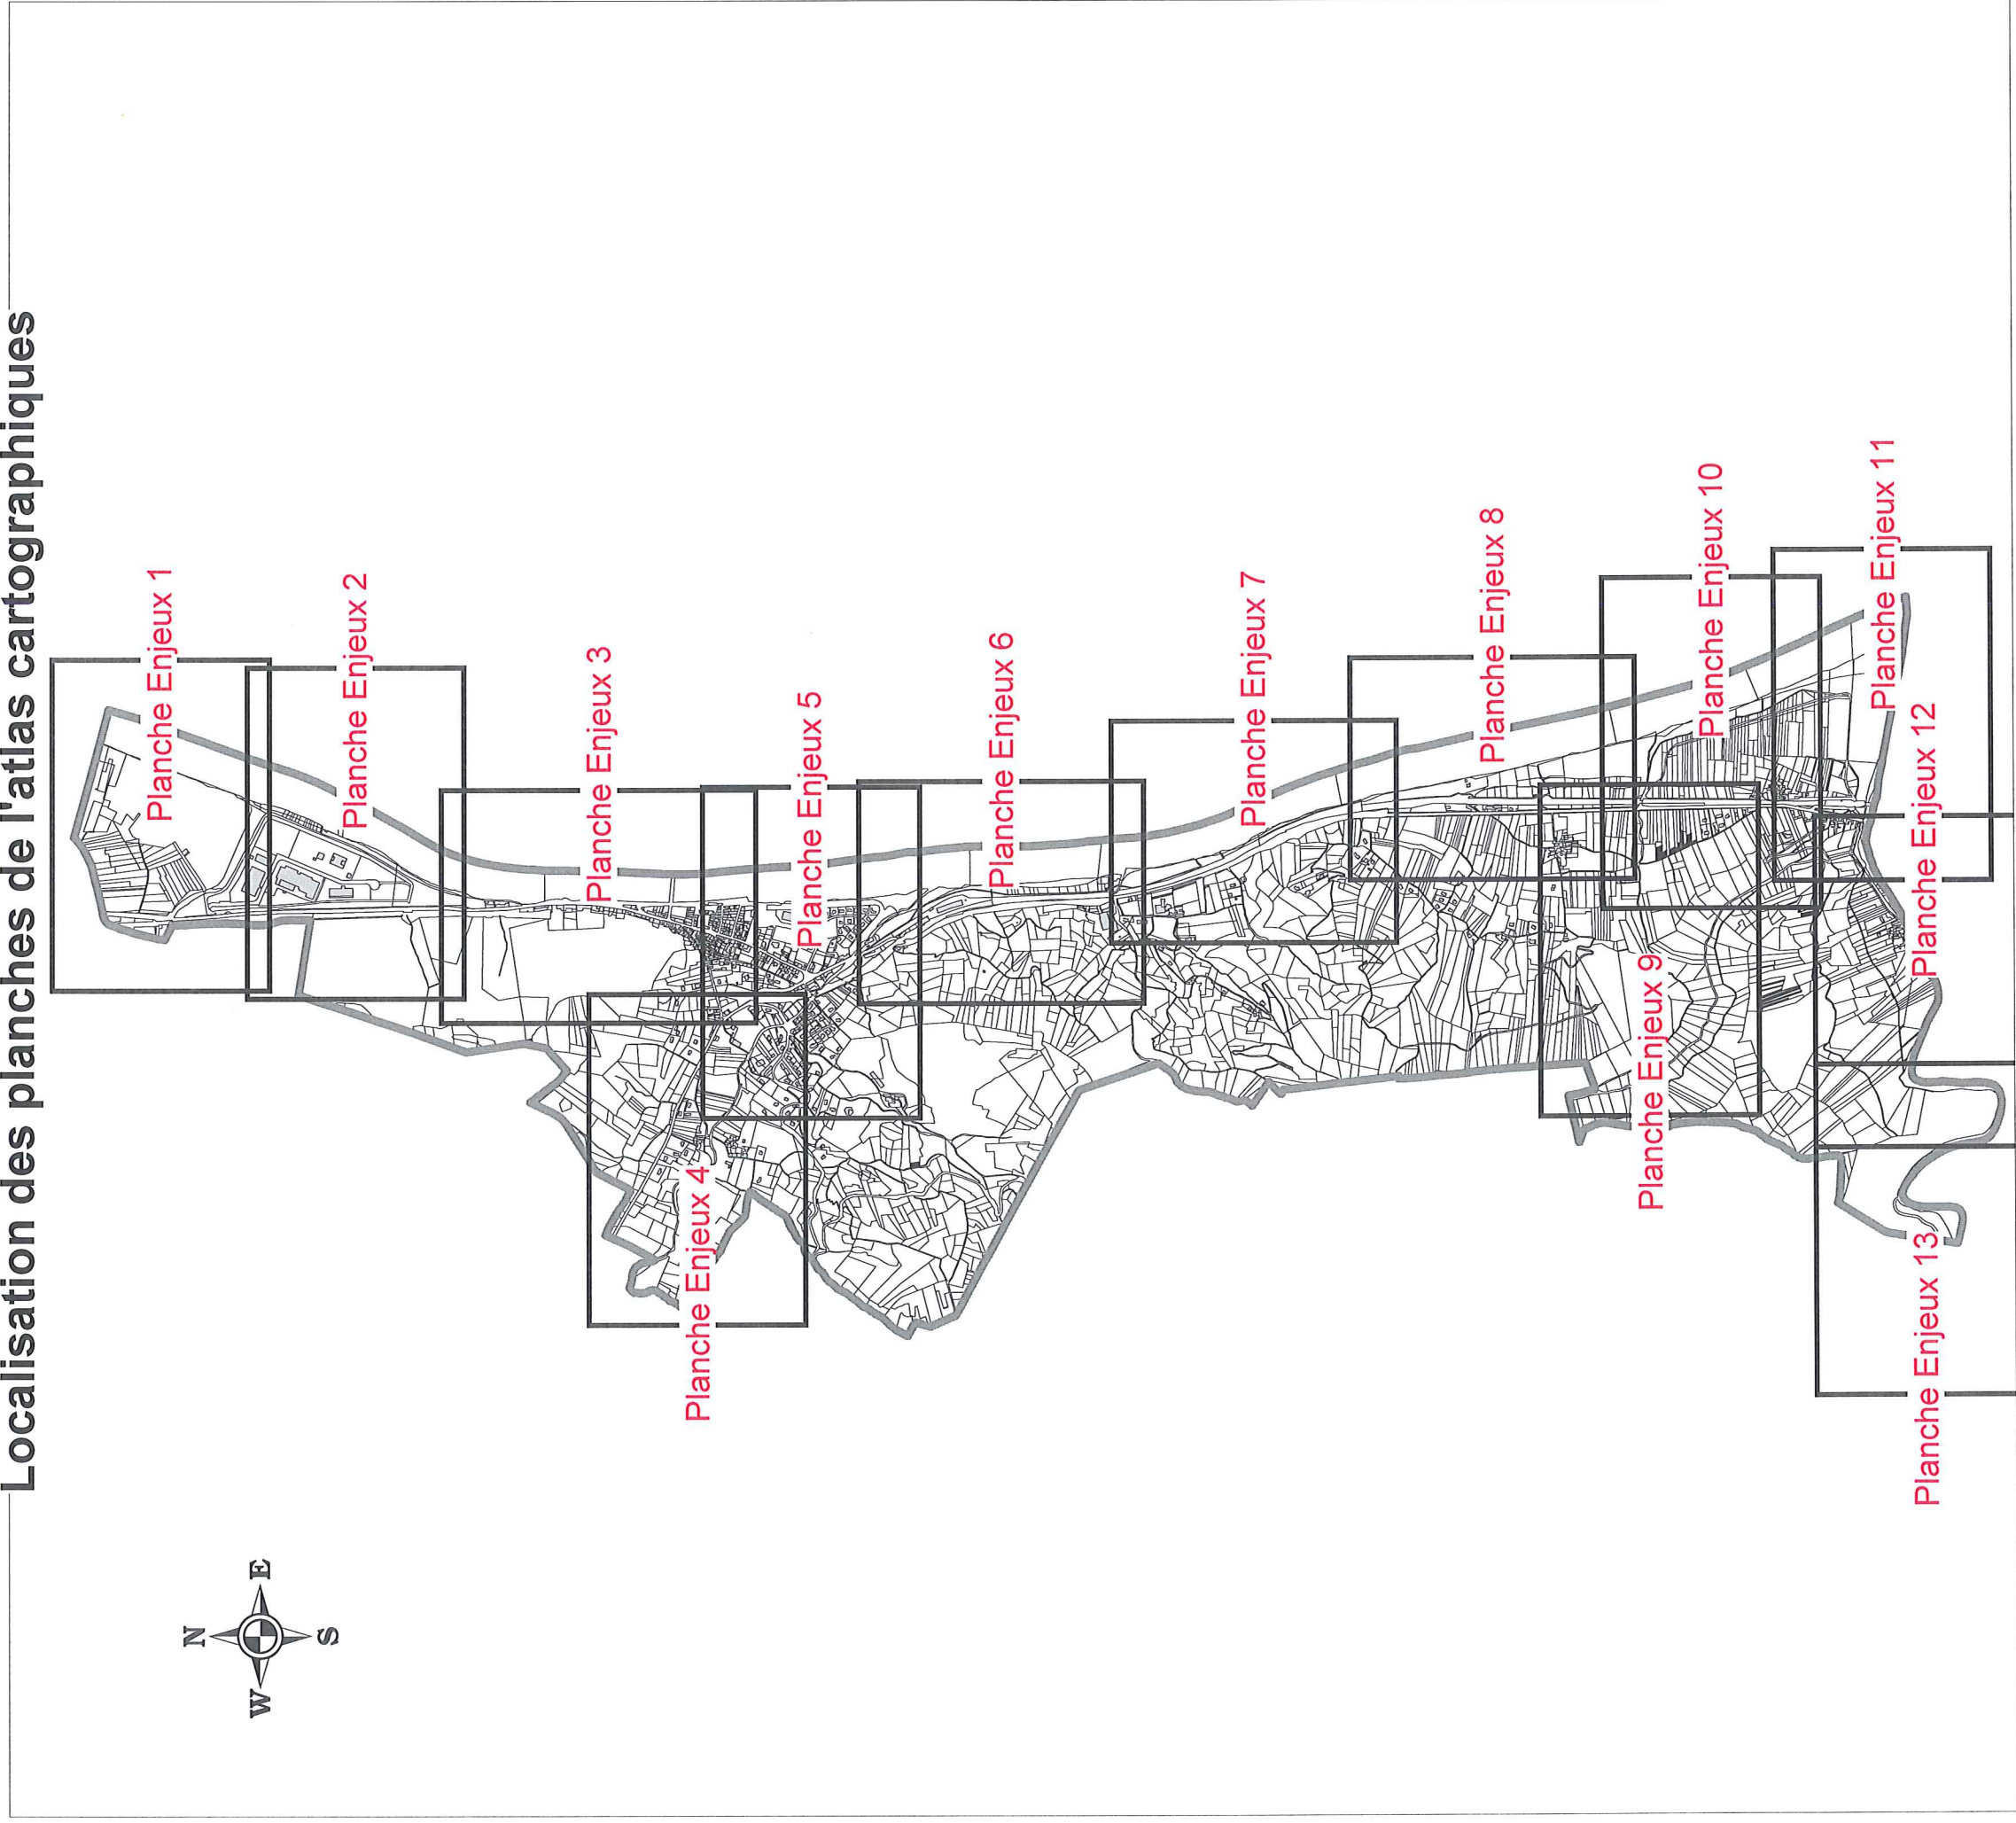 Localisation des planches de l'atlas cartographiques
N
W
E
S
Planche Enjeux 1
Planche Enjeux 2
Planche Enjeux 3
Planche Enjeux 4
Planche Enjeux 5
Planche Enjeux 6
Planche Enjeux 7
Planche Enjeux 8
Planche Enjeux 9
Planche Enjeux 10
Planche Enjeux 11
Planche Enjeux 12
Planche Enjeux 13